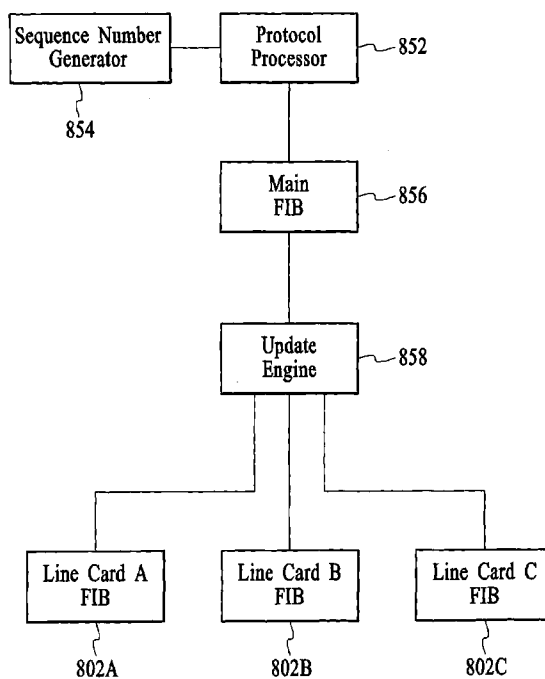 Sequence Number
Generator
854
Protocol
Processor
852
Main
FIB
856
Update
Engine
858
Line Card A
FIB
802A
Line Card B
FIB
802B
Line Card C
FIB
802C